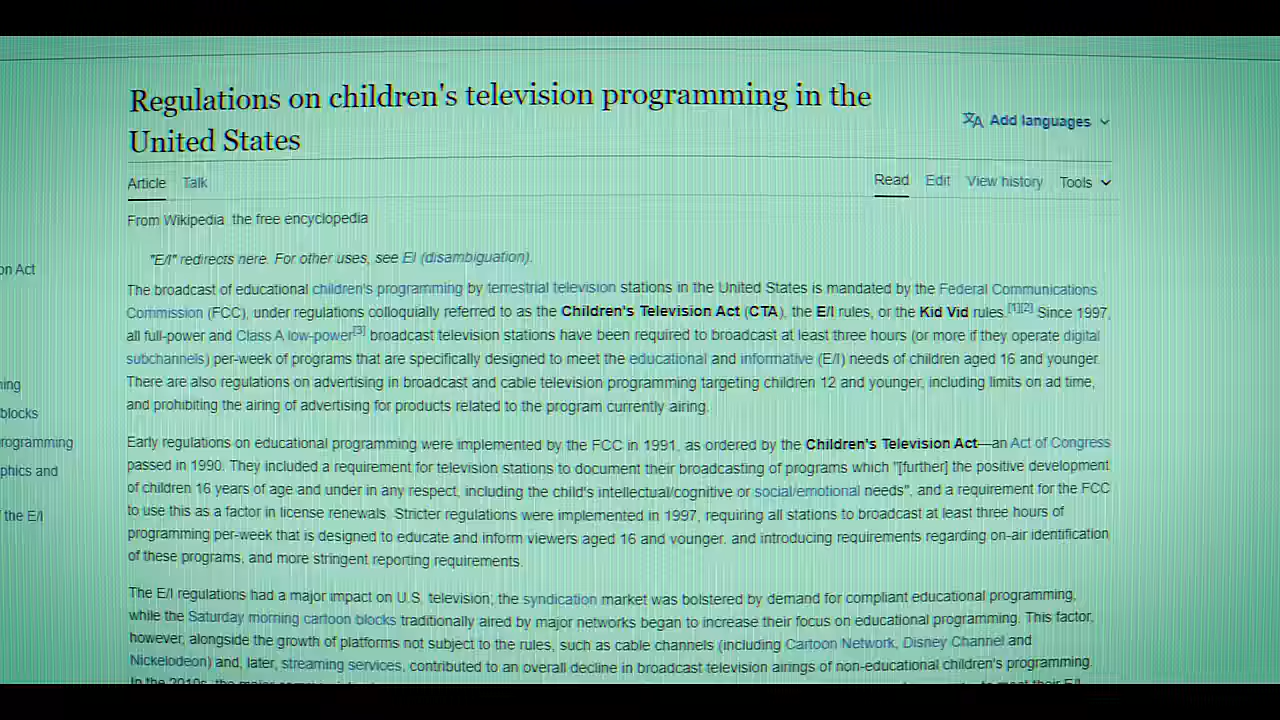 Regulations on children's television programming in the
United States
Add languages
Article Talk
Read Edit View history Tools
From Wikipedia the free encyclopedia
"E/I" redirects here. For other uses, see EI (disambiguation).
on Act
The broadcast of educational children's programming by terrestrial television stations in the United States is mandated by the Federal Communications
Commission (FCC), under regulations colloquially referred to as the Children's Television Act (CTA), the E/I rules, or the Kid Vid rules.[1][2] Since 1997,
all full-power and Class A low-power[3] broadcast television stations have been required to broadcast at least three hours (or more if they operate digital
subchannels) per-week of programs that are specifically designed to meet the educational and informative (E/I) needs of children aged 16 and younger.
There are also regulations on advertising in broadcast and cable television programming targeting children 12 and younger, including limits on ad time,
ming
and prohibiting the airing of advertising for products related to the program currently airing.
blocks
Early regulations on educational programming were implemented by the FCC in 1991, as ordered by the Children's Television Act—an Act of Congress
rogramming
passed in 1990. They included a requirement for television stations to document their broadcasting of programs which "[further] the positive development
phics and
of children 16 years of age and under in any respect, including the child's intellectual/cognitive or social/emotional needs", and a requirement for the FCC
to use this as a factor in license renewals. Stricter regulations were implemented in 1997, requiring all stations to broadcast at least three hours of
the E/I
programming per-week that is designed to educate and inform viewers aged 16 and younger, and introducing requirements regarding on-air identification
of these programs, and more stringent reporting requirements.
The E/I regulations had a major impact on U.S. television; the syndication market was bolstered by demand for compliant educational programming,
while the Saturday morning cartoon blocks traditionally aired by major networks began to increase their focus on educational programming. This factor,
however, alongside the growth of platforms not subject to the rules, such as cable channels (including Cartoon Network, Disney Channel and
Nickelodeon) and, later, streaming services, contributed to an overall decline in broadcast television airings of non-educational children's programming.
In the 2010s, the major